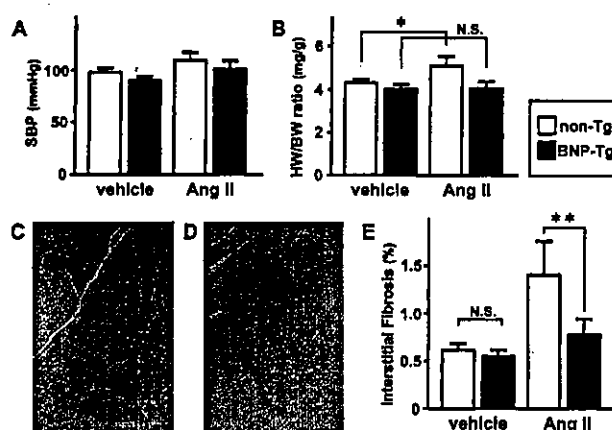 A
SBP (mmHg)
100
50
0
vehicle
Ang II
B
HW/BW ratio (mg/g)
6
4
2
0
*
N.S.
vehicle
Ang II
non-Tg
BNP-Tg
C
D
E
Interstitial Fibrosis (%)
1.5
1.0
0.5
0
N.S.
**
vehicle
Ang II